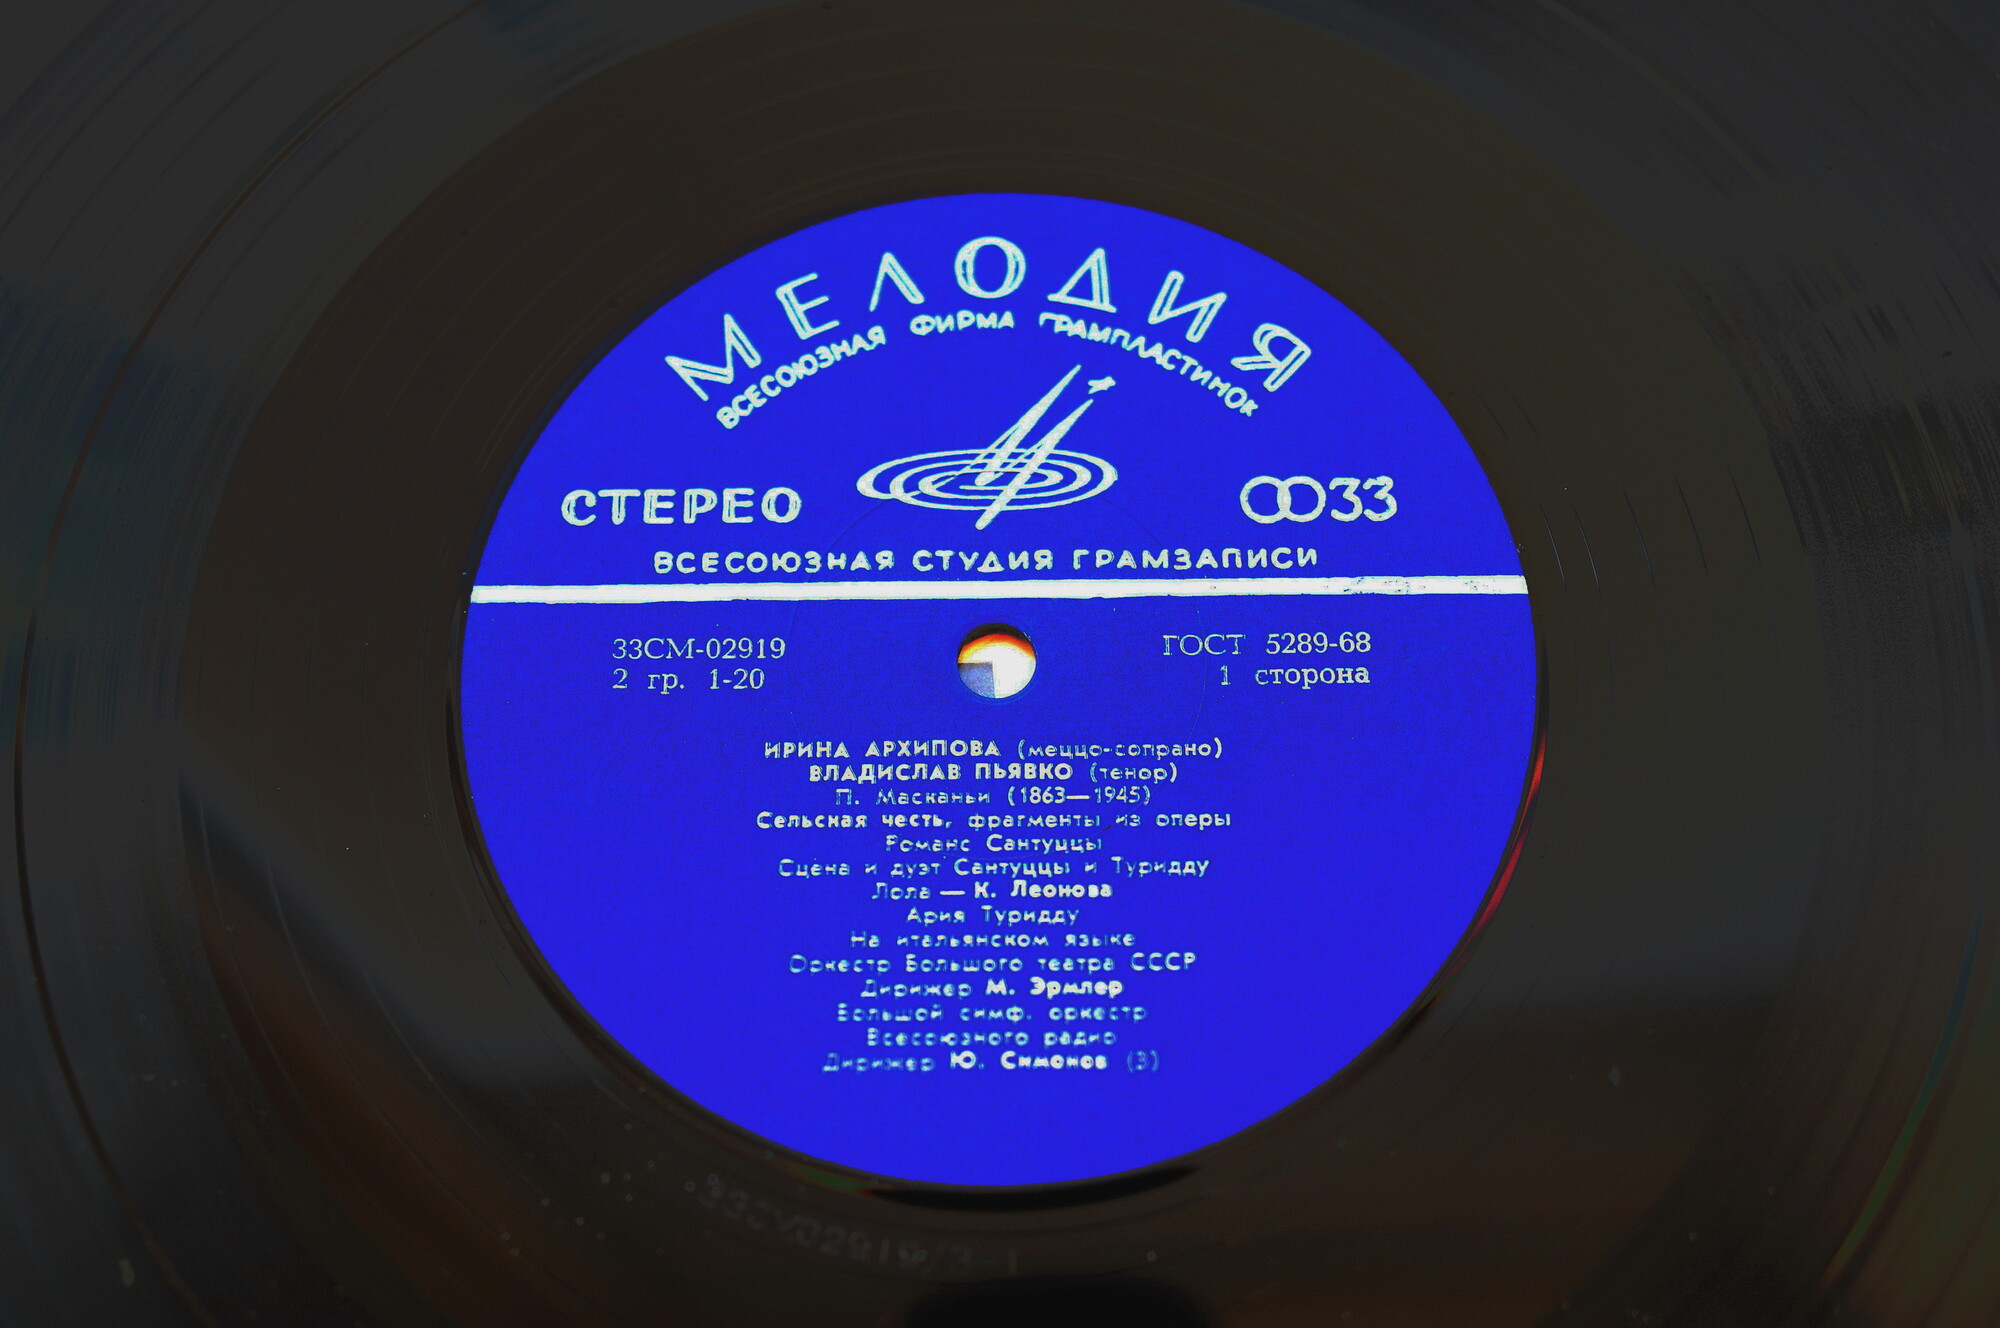 МЕЛОДИЯ
ВСЕСОЮЗНАЯ ФИРМА ГРАМПЛАСТИНОК
СТЕРЕО
33
ВСЕСОЮЗНАЯ СТУДИЯ ГРАМЗАПИСИ
33СМ-02919 ГОСТ 5289-68
2 гр. 1-20 1 сторона
ИРИНА АРХИПОВА (меццо-сопрано)
ВЛАДИСЛАВ ПЬЯВКО (тенор)
П. Масканьи (1863—1945)
Сельская честь, фрагменты из оперы
Романс Сантуццы
Сцена и дуэт Сантуццы и Туридду
Лола — К. Леонова
Ария Туридду
На итальянском языке
Оркестр Большого театра СССР
Дирижер М. Эрмлер
Большой симф. оркестр
Всесоюзного радио
Дирижер Ю. Симонов (3)